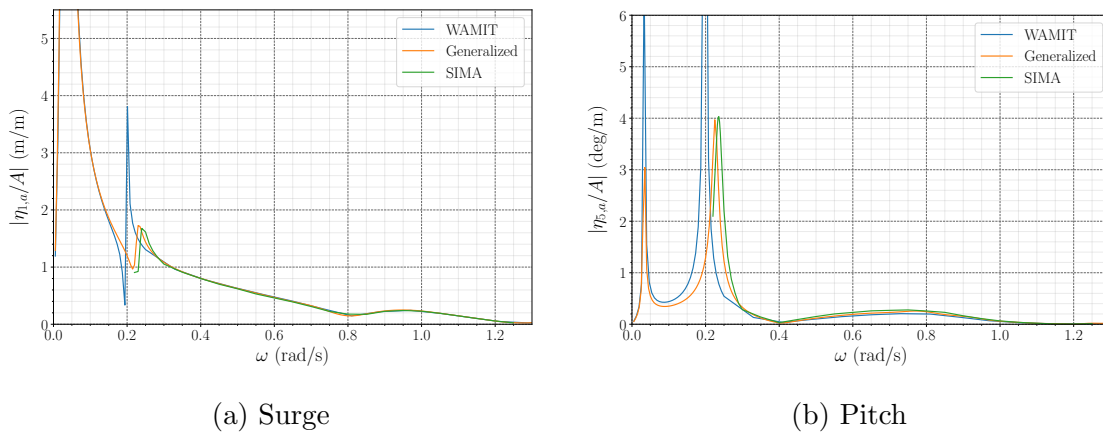 WAMIT
Generalized
SIMA
|η1,a/A| (m/m)
5
4
3
2
1
0
0.0 0.2 0.4 0.6 0.8 1.0 1.2
ω (rad/s)
(a) Surge
WAMIT
Generalized
SIMA
|η5,a/A| (deg/m)
6
5
4
3
2
1
0
0.0 0.2 0.4 0.6 0.8 1.0 1.2
ω (rad/s)
(b) Pitch